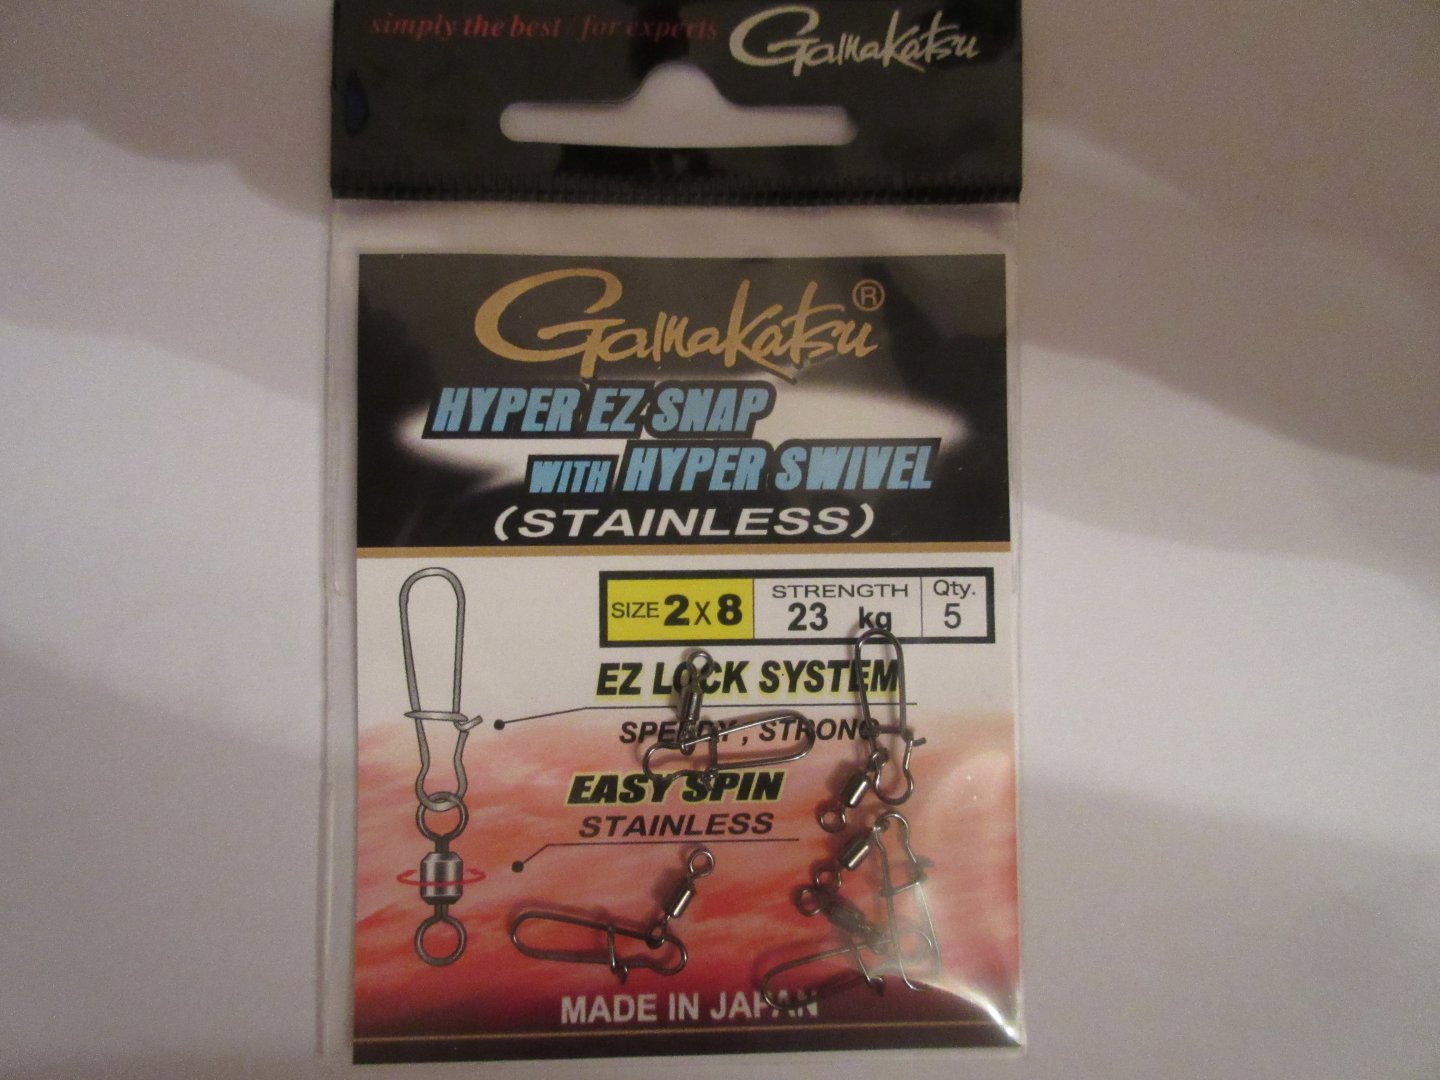 simply the best / for experts Gamakatsu
Gamakatsu®
HYPER EZ SNAP
WITH HYPER SWIVEL
(STAINLESS)
SIZE 2 x 8 STRENGTH 23 kg Qty. 5
EZ LOCK SYSTEM
SPEEDY, STRONG
EASY SPIN
STAINLESS
MADE IN JAPAN